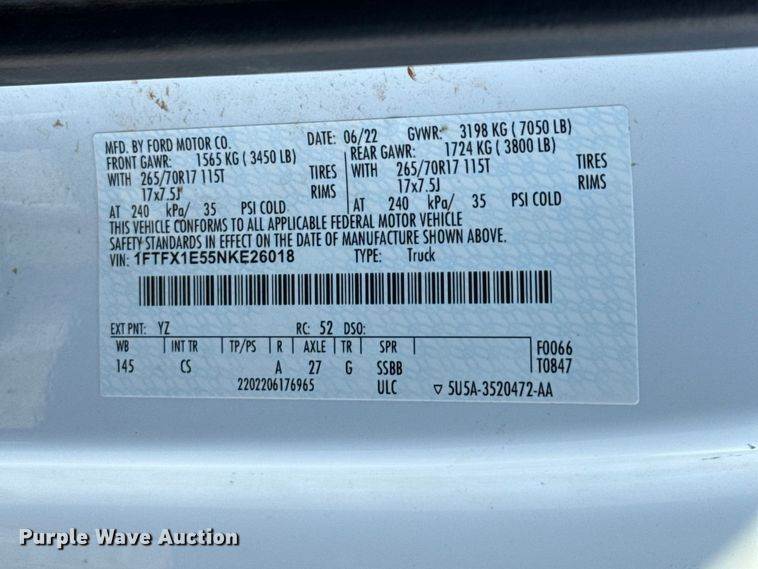 MFD. BY FORD MOTOR CO. DATE: 06/22 GVWR: 3198 KG ( 7050 LB)
FRONT GAWR: 1565 KG ( 3450 LB) REAR GAWR: 1724 KG ( 3800 LB)
WITH 265/70R17 115T TIRES WITH 265/70R17 115T TIRES
17x7.5J RIMS 17x7.5J RIMS
AT 240 kPa/ 35 PSI COLD AT 240 kPa/ 35 PSI COLD
THIS VEHICLE CONFORMS TO ALL APPLICABLE FEDERAL MOTOR VEHICLE
SAFETY STANDARDS IN EFFECT ON THE DATE OF MANUFACTURE SHOWN ABOVE.
VIN: 1FTFX1E55NKE26018 TYPE: Truck
EXT PNT: YZ RC: 52 DSO:
WB | INT TR | TP/PS | R | AXLE | TR | SPR | F0066
145 CS A 27 G SSBB T0847
2202206176965 ULC ▽ 5U5A-3520472-AA
Purple Wave Auction